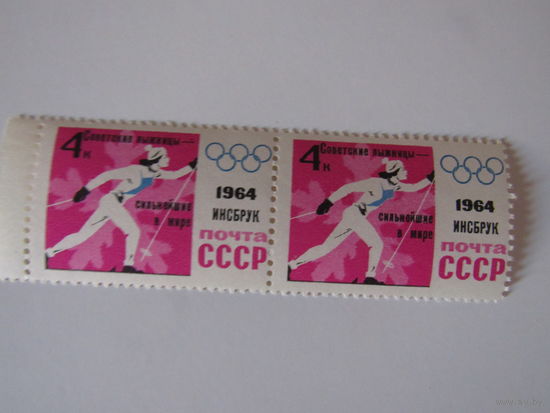 Советские лыжницы—
4к
1964
сильнейшие
ИНСБРУК
в мире
почта
СССР
Советские лыжницы—
4к
1964
сильнейшие
ИНСБРУК
в мире
почта
СССР